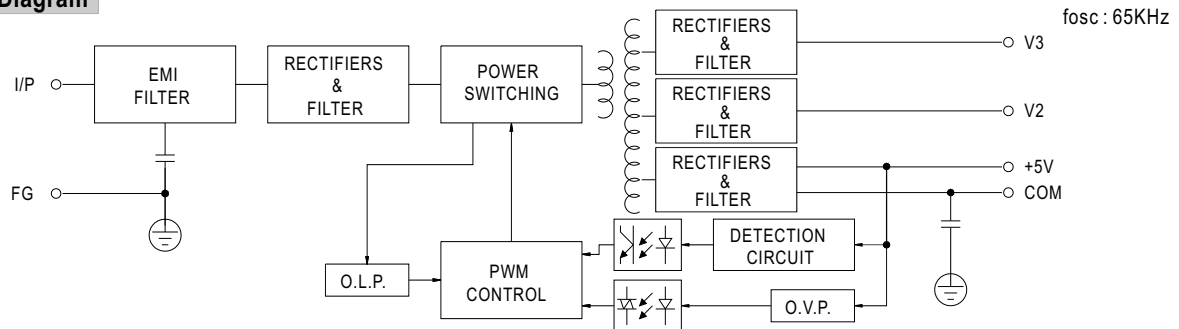 Diagram
fosc : 65KHz
I/P
EMI
FILTER
RECTIFIERS
&
FILTER
POWER
SWITCHING
RECTIFIERS
&
FILTER
V3
RECTIFIERS
&
FILTER
V2
RECTIFIERS
&
FILTER
+5V
COM
FG
O.L.P.
PWM
CONTROL
DETECTION
CIRCUIT
O.V.P.